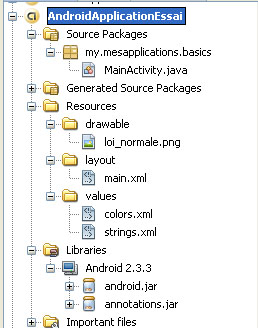 AndroidApplicationEssai
Source Packages
my.mesapplications.basics
MainActivity.java
Generated Source Packages
Resources
drawable
loi_normale.png
layout
main.xml
values
colors.xml
strings.xml
Libraries
Android 2.3.3
android.jar
annotations.jar
Important files